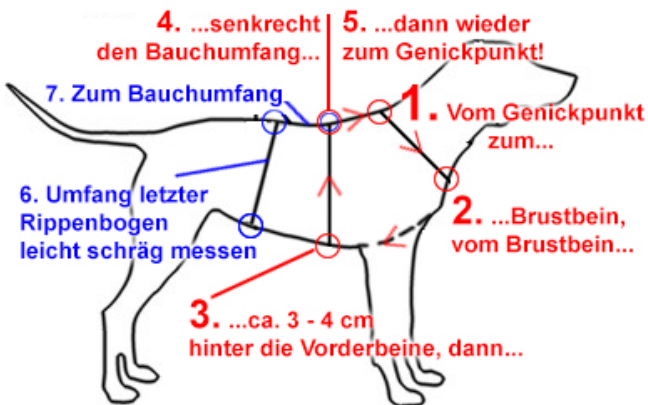 4. ...senkrecht
den Bauchumfang...
5. ...dann wieder
zum Genickpunkt!
7. Zum Bauchumfang
1. Vom Genickpunkt
zum...
6. Umfang letzter
Rippenbogen
leicht schräg messen
2. ...Brustbein,
vom Brustbein...
3. ...ca. 3 - 4 cm
hinter die Vorderbeine, dann...